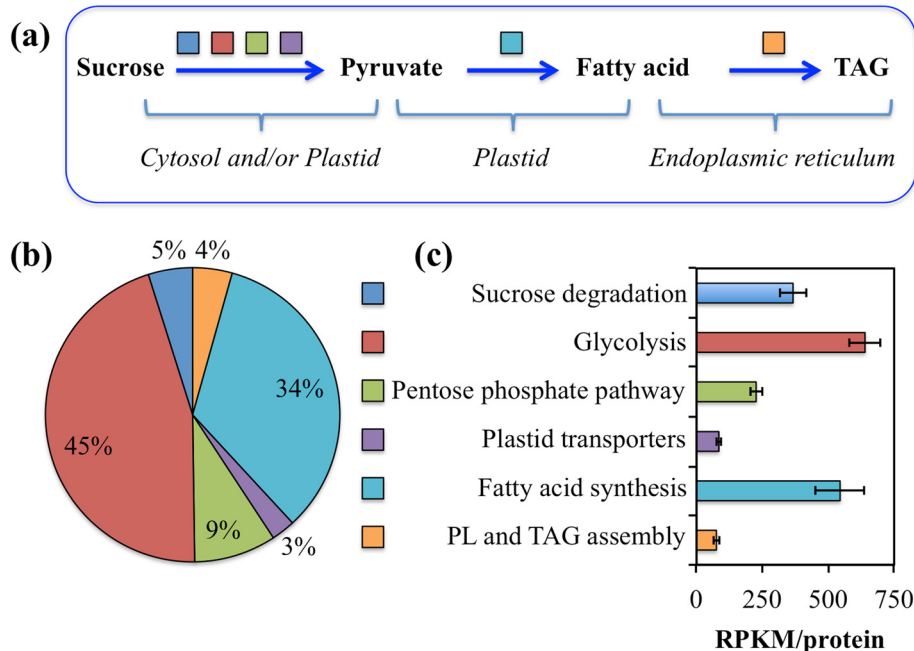 (a)
Sucrose Pyruvate Fatty acid TAG
Cytosol and/or Plastid Plastid Endoplasmic reticulum
(b)
5% 4%
34%
45%
9%
3%
(c)
Sucrose degradation
Glycolysis
Pentose phosphate pathway
Plastid transporters
Fatty acid synthesis
PL and TAG assembly
0 250 500 750
RPKM/protein